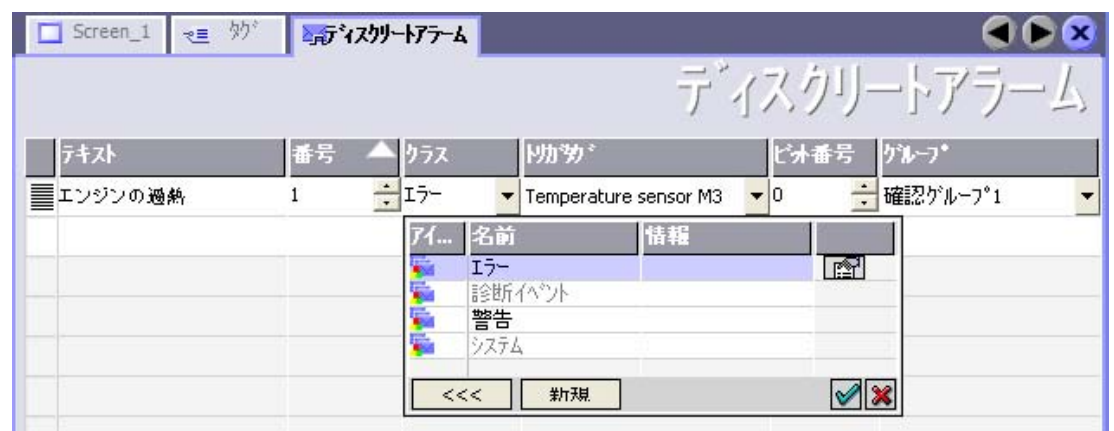 Screen_1 ﾀｸﾞ ﾃﾞｨｽｸﾘｰﾄｱﾗｰﾑ
ディスクリートアラーム
ﾃｷｽﾄ 番号 ｸﾗｽ ﾄﾘｶﾞﾀｸﾞ ﾋﾞｯﾄ番号 ｸﾞﾙｰﾌﾟ
エンジンの過熱 1 ｴﾗｰ Temperature sensor M3 0 確認ｸﾞﾙｰﾌﾟ1
ｱｲ... 名前 情報
ｴﾗｰ
診断ｲﾍﾞﾝﾄ
警告
ｼｽﾃﾑ
<<< 新規